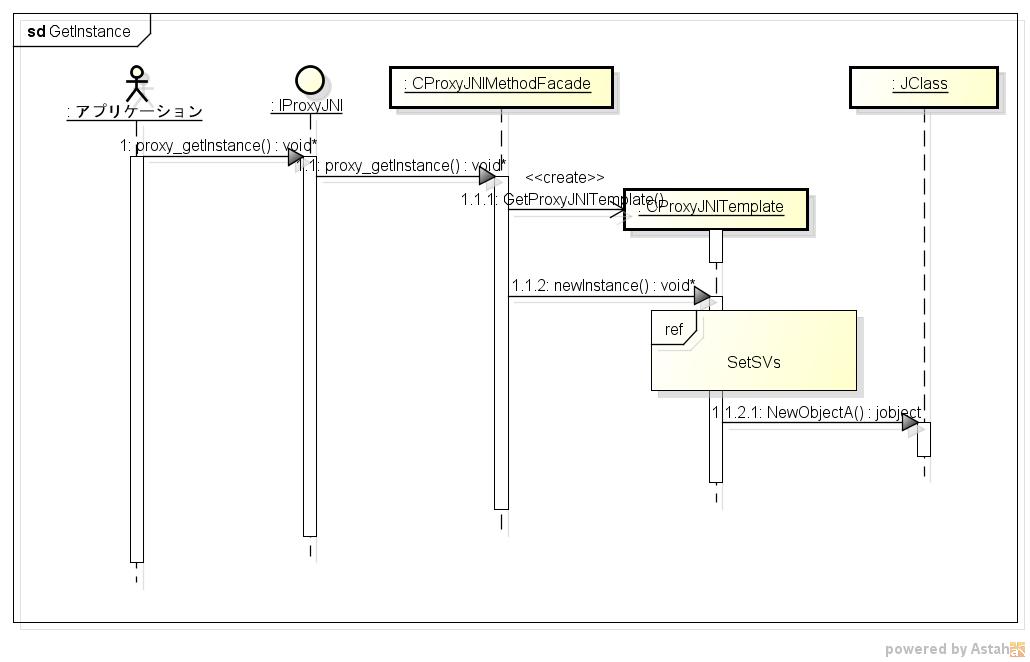 sd GetInstance
: アプリケーション
: IProxyJNI
: CProxyJNIMethodFacade
: JClass
1: proxy_getInstance() : void*
1.1: proxy_getInstance() : void*
<<create>>
1.1.1: GetProxyJNITemplate()
: CProxyJNITemplate
1.1.2: newInstance() : void*
ref
SetSVs
1.1.2.1: NewObjectA() : jobject
powered by Astah